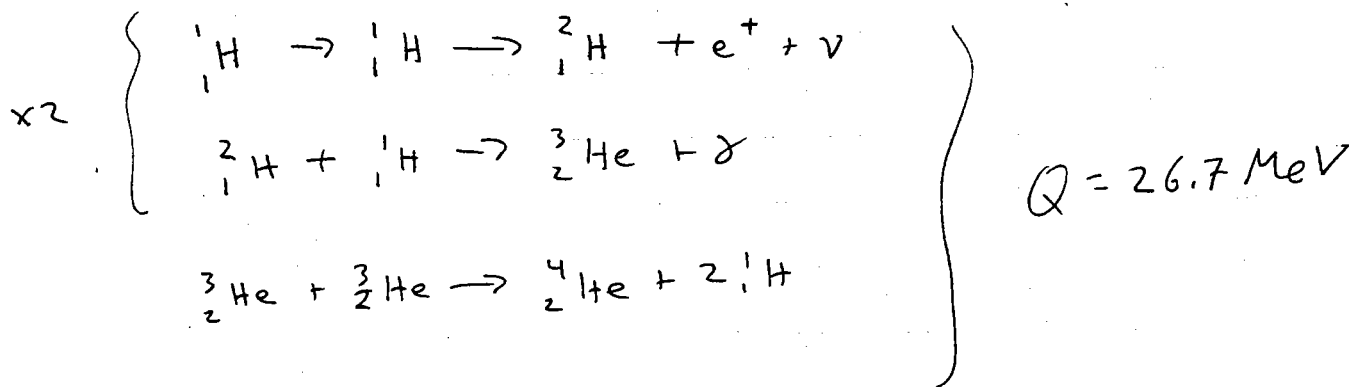 ¹₁H → ¹₁H → ²₁H + e⁺ + ν
x2
²₁H + ¹₁H → ³₂He + γ
Q = 26.7 MeV
³₂He + ³₂He → ⁴₂He + 2 ¹₁H